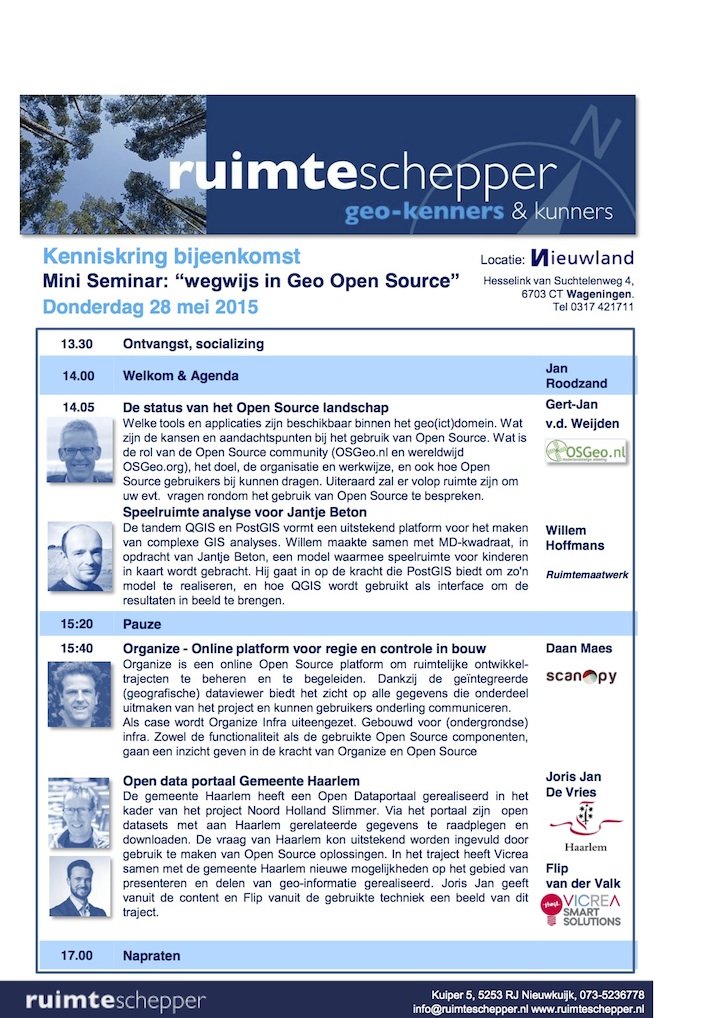 ruimteschepper
geo-kenners & kunners
Kenniskring bijeenkomst
Mini Seminar: “wegwijs in Geo Open Source”
Donderdag 28 mei 2015
Locatie: Nieuwland
Hesselink van Suchtelenweg 4,
6703 CT Wageningen.
Tel 0317 421711
13.30 Ontvangst, socializing
14.00 Welkom & Agenda
Jan
Roodzand
14.05 De status van het Open Source landschap
Welke tools en applicaties zijn beschikbaar binnen het geo(ict)domein. Wat
zijn de kansen en aandachtspunten bij het gebruik van Open Source. Wat is
de rol van de Open Source community (OSGeo.nl en wereldwijd
OSGeo.org), het doel, de organisatie en werkwijze, en ook hoe Open
Source gebruikers bij kunnen dragen. Uiteraard zal er volop ruimte zijn om
uw evt. vragen rondom het gebruik van Open Source te bespreken.
Gert-Jan
v.d. Weijden
OSGeo.nl
Speelruimte analyse voor Jantje Beton
De tandem QGIS en PostGIS vormt een uitstekend platform voor het maken
van complexe GIS analyses. Willem maakte samen met MD-kwadraat, in
opdracht van Jantje Beton, een model waarmee speelruimte voor kinderen
in kaart wordt gebracht. Hij gaat in op de kracht die PostGIS biedt om zo'n
model te realiseren, en hoe QGIS wordt gebruikt als interface om de
resultaten in beeld te brengen.
Willem
Hoffmans
Ruimtemaatwerk
15:20 Pauze
15:40 Organize - Online platform voor regie en controle in bouw
Organize is een online Open Source platform om ruimtelijke ontwikkel-
trajecten te beheren en te begeleiden. Dankzij de geïntegreerde
(geografische) dataviewer biedt het zicht op alle gegevens die onderdeel
uitmaken van het project en kunnen gebruikers onderling communiceren.
Als case wordt Organize Infra uiteengezet. Gebouwd voor (ondergrondse)
infra. Zowel de functionaliteit als de gebruikte Open Source componenten,
gaan een inzicht geven in de kracht van Organize en Open Source
Daan Maes
scanopy
Open data portaal Gemeente Haarlem
De gemeente Haarlem heeft een Open Dataportaal gerealiseerd in het
kader van het project Noord Holland Slimmer. Via het portaal zijn open
datasets met aan Haarlem gerelateerde gegevens te raadplegen en
downloaden. De vraag van Haarlem kon uitstekend worden ingevuld door
gebruik te maken van Open Source oplossingen. In het traject heeft Vicrea
samen met de gemeente Haarlem nieuwe mogelijkheden op het gebied van
presenteren en delen van geo-informatie gerealiseerd. Joris Jan geeft
vanuit de content en Flip vanuit de gebruikte techniek een beeld van dit
traject.
Joris Jan
De Vries
Haarlem
Flip
van der Valk
VICREA
SMART
SOLUTIONS
17.00 Napraten
ruimteschepper
Kuiper 5, 5253 RJ Nieuwkuijk, 073-5236778
info@ruimteschepper.nl www.ruimteschepper.nl